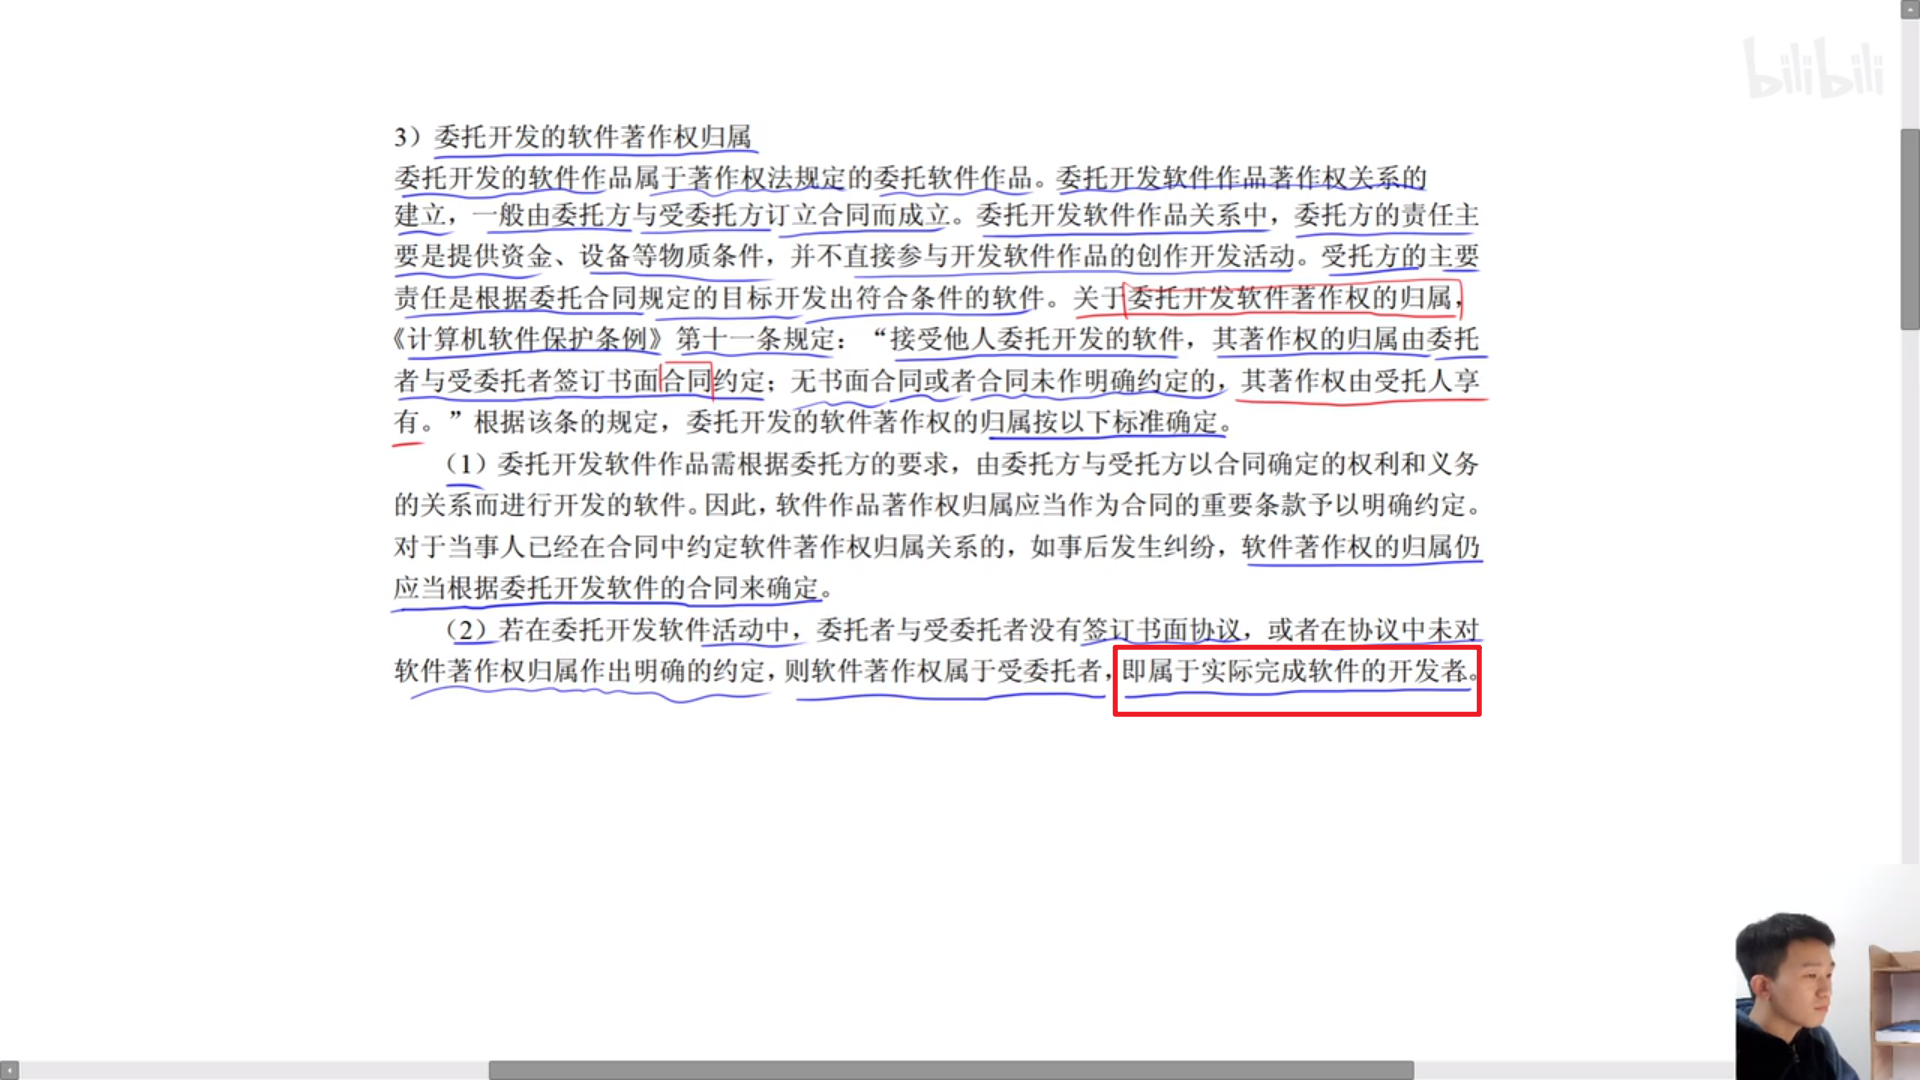 bilibili
3）委托开发的软件著作权归属
委托开发的软件作品属于著作权法规定的委托软件作品。委托开发软件作品著作权关系的
建立，一般由委托方与受委托方订立合同而成立。委托开发软件作品关系中，委托方的责任主
要是提供资金、设备等物质条件，并不直接参与开发软件作品的创作开发活动。受托方的主要
责任是根据委托合同规定的目标开发出符合条件的软件。关于委托开发软件著作权的归属，
《计算机软件保护条例》第十一条规定：“接受他人委托开发的软件，其著作权的归属由委托
者与受委托者签订书面合同约定；无书面合同或者合同未作明确约定的，其著作权由受托人享
有。”根据该条的规定，委托开发的软件著作权的归属按以下标准确定。
（1）委托开发软件作品需根据委托方的要求，由委托方与受托方以合同确定的权利和义务
的关系而进行开发的软件。因此，软件作品著作权归属应当作为合同的重要条款予以明确约定。
对于当事人已经在合同中约定软件著作权归属关系的，如事后发生纠纷，软件著作权的归属仍
应当根据委托开发软件的合同来确定。
（2）若在委托开发软件活动中，委托者与受委托者没有签订书面协议，或者在协议中未对
软件著作权归属作出明确的约定，则软件著作权属于受委托者，即属于实际完成软件的开发者。